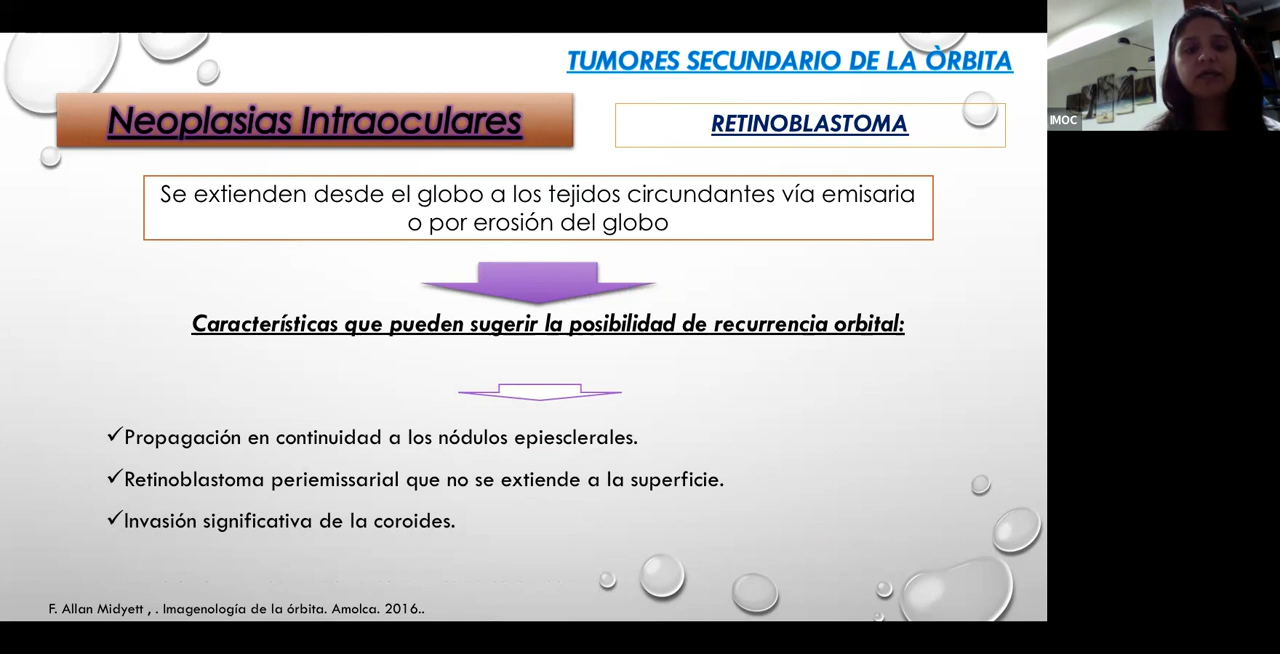 TUMORES SECUNDARIO DE LA ÒRBITA
Neoplasias Intraoculares
RETINOBLASTOMA
IMOC
Se extienden desde el globo a los tejidos circundantes vía emisaria
o por erosión del globo
Características que pueden sugerir la posibilidad de recurrencia orbital:
✓Propagación en continuidad a los nódulos epiesclerales.
✓Retinoblastoma periemissarial que no se extiende a la superficie.
✓Invasión significativa de la coroides.
F. Allan Midyett , . Imagenología de la órbita. Amolca. 2016..